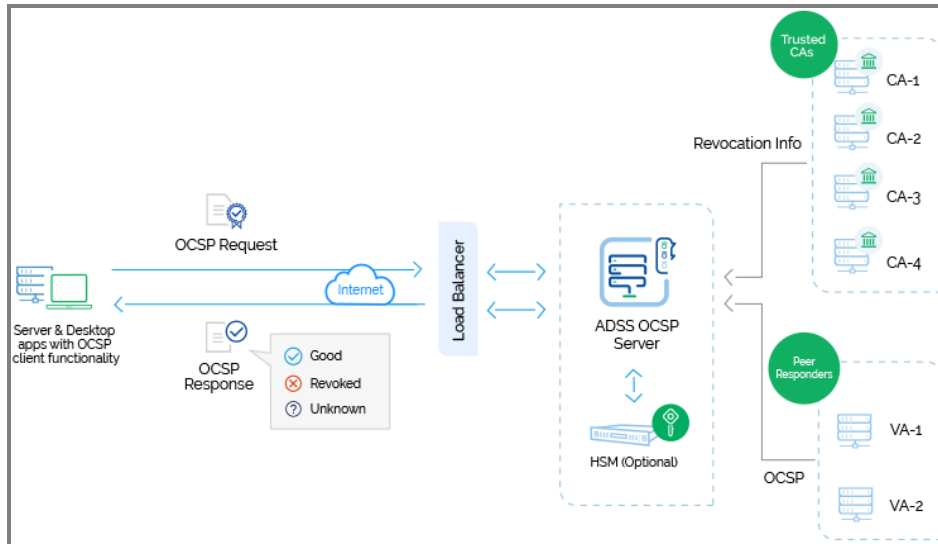 Trusted
CAs
CA-1
CA-2
Revocation Info
CA-3
CA-4
OCSP Request
Internet
Load Balancer
Server & Desktop
apps with OCSP
client functionality
OCSP
Response
Good
Revoked
Unknown
ADSS OCSP
Server
HSM (Optional)
Peer
Responders
VA-1
OCSP
VA-2